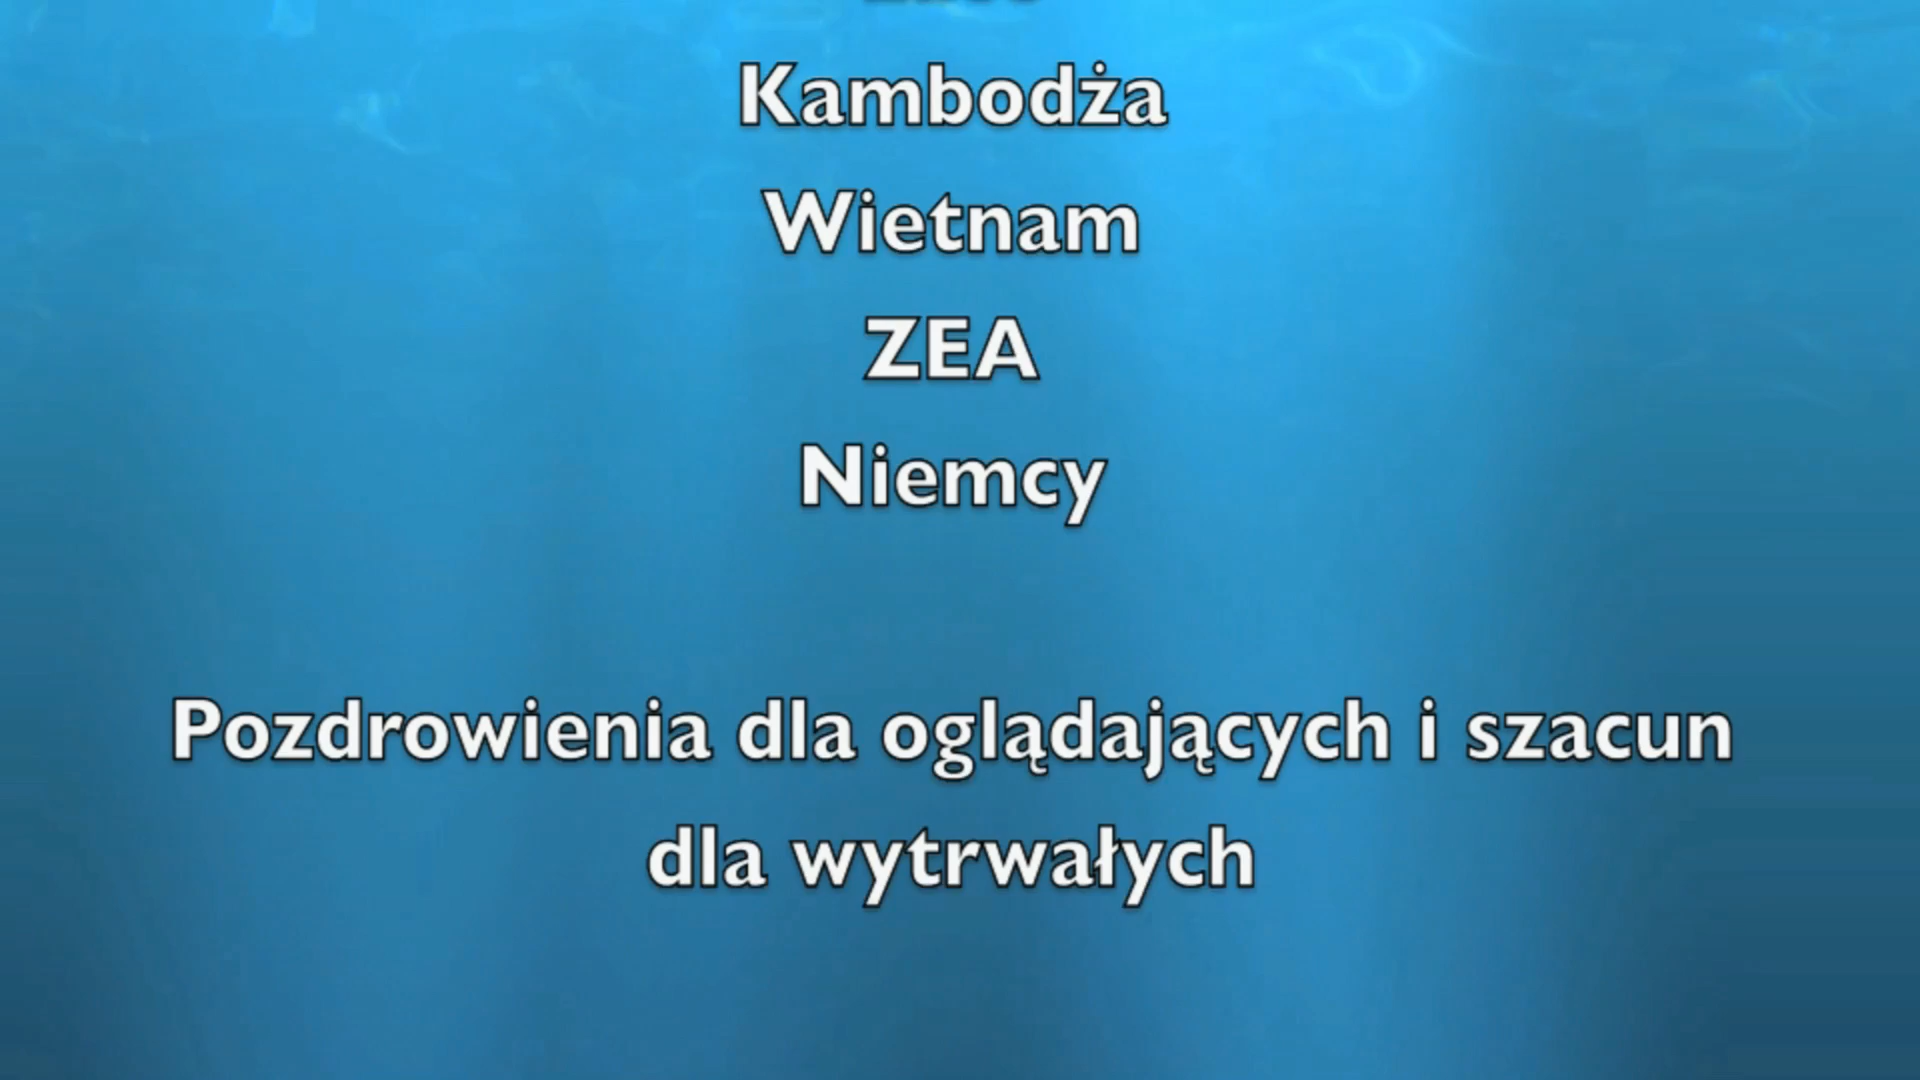 Kambodża
Wietnam
ZEA
Niemcy
Pozdrowienia dla oglądających i szacun
dla wytrwałych